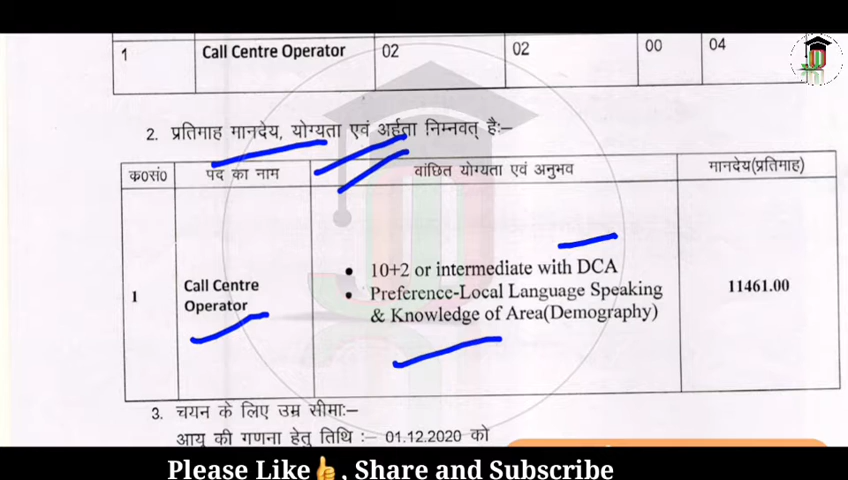 1 Call Centre Operator 02 02 00 04
2. प्रतिमाह मानदेय, योग्यता एवं अर्हता निम्नवत् हैः–
क०सं० पद का नाम वांछित योग्यता एवं अनुभव मानदेय(प्रतिमाह)
1 Call Centre Operator
• 10+2 or intermediate with DCA
• Preference-Local Language Speaking
& Knowledge of Area(Demography)
11461.00
3. चयन के लिए उम्र सीमाः–
आयु की गणना हेतु तिथि :– 01.12.2020 को
Please Like👍, Share and Subscribe